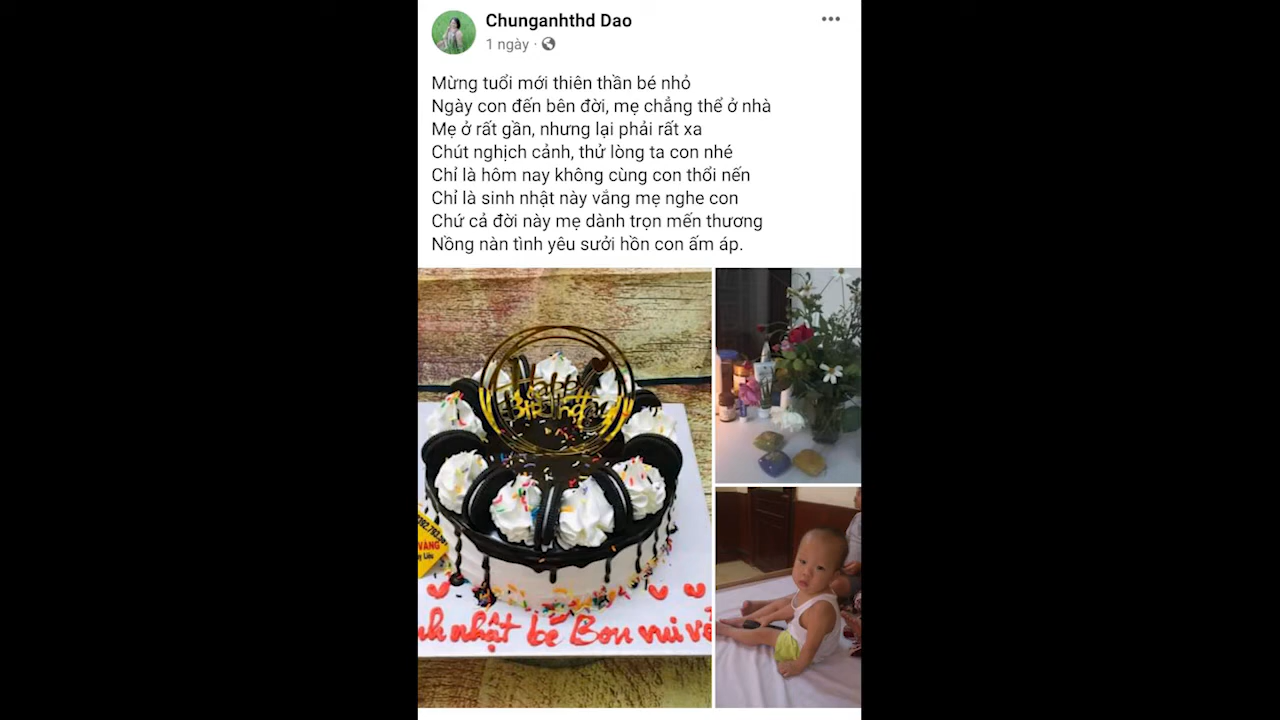 Chunganhthd Dao
1 ngày ·
Mừng tuổi mới thiên thần bé nhỏ
Ngày con đến bên đời, mẹ chẳng thể ở nhà
Mẹ ở rất gần, nhưng lại phải rất xa
Chút nghịch cảnh, thử lòng ta con nhé
Chỉ là hôm nay không cùng con thổi nến
Chỉ là sinh nhật này vắng mẹ nghe con
Chứ cả đời này mẹ dành trọn mến thương
Nồng nàn tình yêu sưởi hồn con ấm áp.
Happy
Birthday
VÀNG
nh nhật bé Bon vui vẻ